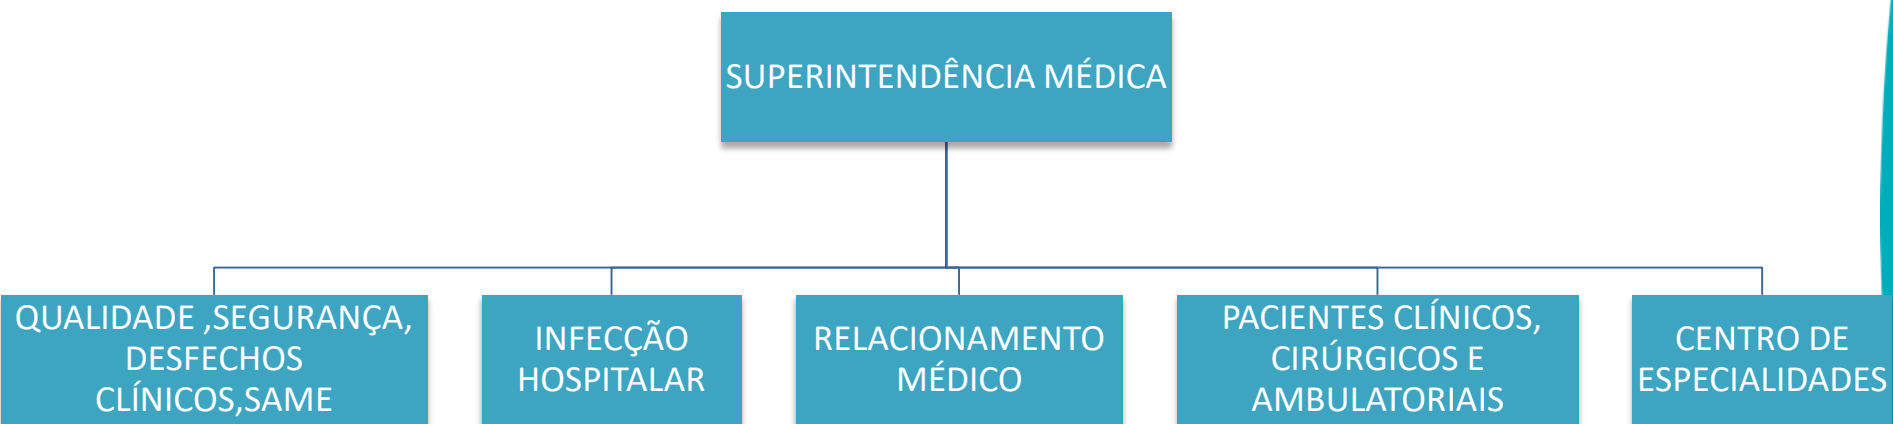 SUPERINTENDÊNCIA MÉDICA
QUALIDADE ,SEGURANÇA,
DESFECHOS
CLÍNICOS,SAME
INFECÇÃO
HOSPITALAR
RELACIONAMENTO
MÉDICO
PACIENTES CLÍNICOS,
CIRÚRGICOS E
AMBULATORIAIS
CENTRO DE
ESPECIALIDADES